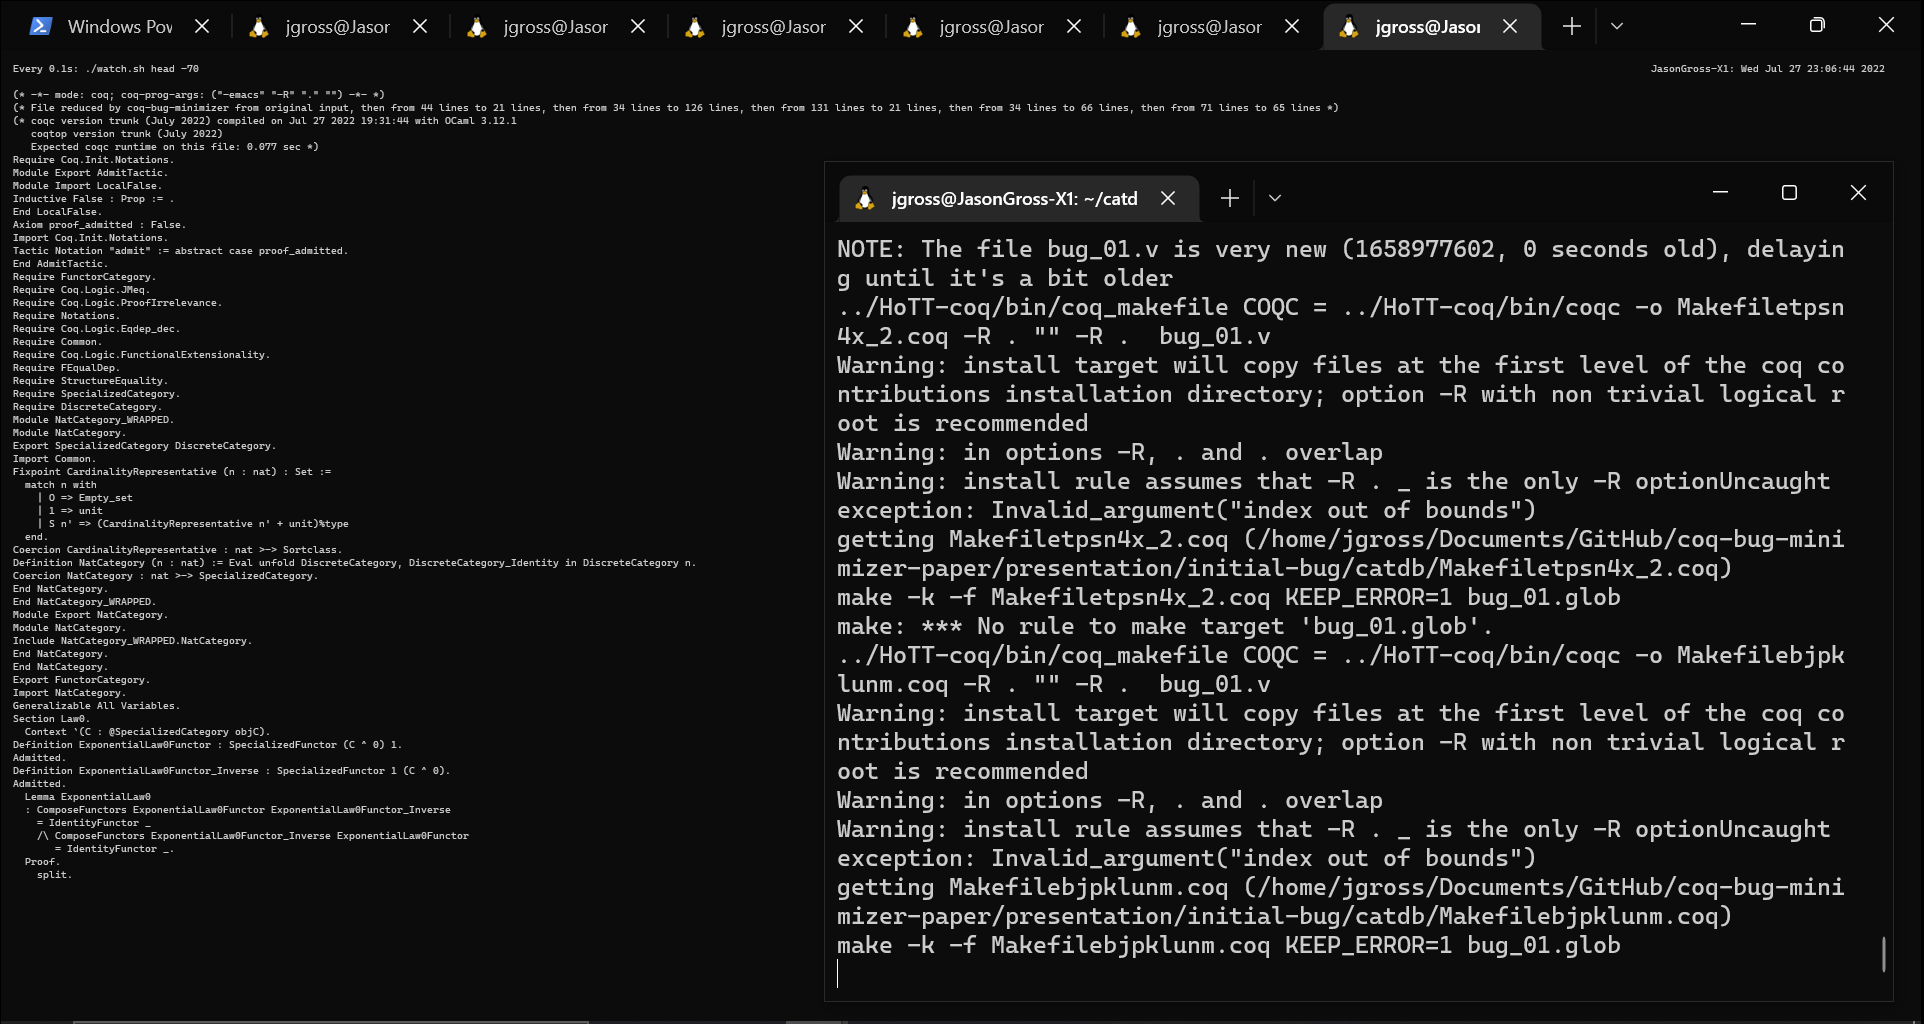 Windows Pov
jgross@Jasor
jgross@Jasor
jgross@Jasor
jgross@Jasor
jgross@Jasor
jgross@Jasor
Every 0.1s: ./watch.sh head -70
JasonGross-X1: Wed Jul 27 23:06:44 2022
(* -*- mode: coq; coq-prog-args: ("-emacs" "-R" "." "") -*- *)
(* File reduced by coq-bug-minimizer from original input, then from 44 lines to 21 lines, then from 34 lines to 126 lines, then from 131 lines to 21 lines, then from 34 lines to 66 lines, then from 71 lines to 65 lines *)
(* coqc version trunk (July 2022) compiled on Jul 27 2022 19:31:44 with OCaml 3.12.1
   coqtop version trunk (July 2022)
   Expected coqc runtime on this file: 0.077 sec *)
Require Coq.Init.Notations.
Module Export AdmitTactic.
Module Import LocalFalse.
Inductive False : Prop := .
End LocalFalse.
Axiom proof_admitted : False.
Import Coq.Init.Notations.
Tactic Notation "admit" := abstract case proof_admitted.
End AdmitTactic.
Require FunctorCategory.
Require Coq.Logic.JMeq.
Require Coq.Logic.ProofIrrelevance.
Require Notations.
Require Coq.Logic.Eqdep_dec.
Require Common.
Require Coq.Logic.FunctionalExtensionality.
Require FEqualDep.
Require StructureEquality.
Require SpecializedCategory.
Require DiscreteCategory.
Module NatCategory_WRAPPED.
Module NatCategory.
Export SpecializedCategory DiscreteCategory.
Import Common.
Fixpoint CardinalityRepresentative (n : nat) : Set :=
  match n with
    | O => Empty_set
    | 1 => unit
    | S n' => (CardinalityRepresentative n' + unit)%type
  end.
Coercion CardinalityRepresentative : nat >-> Sortclass.
Definition NatCategory (n : nat) := Eval unfold DiscreteCategory, DiscreteCategory_Identity in DiscreteCategory n.
Coercion NatCategory : nat >-> SpecializedCategory.
End NatCategory.
End NatCategory_WRAPPED.
Module Export NatCategory.
Module NatCategory.
Include NatCategory_WRAPPED.NatCategory.
End NatCategory.
End NatCategory.
Export FunctorCategory.
Import NatCategory.
Generalizable All Variables.
Section Law0.
  Context `(C : @SpecializedCategory objC).
Definition ExponentialLaw0Functor : SpecializedFunctor (C ^ 0) 1.
Admitted.
Definition ExponentialLaw0Functor_Inverse : SpecializedFunctor 1 (C ^ 0).
Admitted.
  Lemma ExponentialLaw0
  : ComposeFunctors ExponentialLaw0Functor ExponentialLaw0Functor_Inverse
    = IdentityFunctor _
    /\ ComposeFunctors ExponentialLaw0Functor_Inverse ExponentialLaw0Functor
       = IdentityFunctor _.
  Proof.
    split.
jgross@JasonGross-X1: ~/catd
NOTE: The file bug_01.v is very new (1658977602, 0 seconds old), delayin
g until it's a bit older
../HoTT-coq/bin/coq_makefile COQC = ../HoTT-coq/bin/coqc -o Makefiletpsn
4x_2.coq -R . "" -R .  bug_01.v
Warning: install target will copy files at the first level of the coq co
ntributions installation directory; option -R with non trivial logical r
oot is recommended
Warning: in options -R, . and . overlap
Warning: install rule assumes that -R . _ is the only -R optionUncaught
exception: Invalid_argument("index out of bounds")
getting Makefiletpsn4x_2.coq (/home/jgross/Documents/GitHub/coq-bug-mini
mizer-paper/presentation/initial-bug/catdb/Makefiletpsn4x_2.coq)
make -k -f Makefiletpsn4x_2.coq KEEP_ERROR=1 bug_01.glob
make: *** No rule to make target 'bug_01.glob'.
../HoTT-coq/bin/coq_makefile COQC = ../HoTT-coq/bin/coqc -o Makefilebjpk
lunm.coq -R . "" -R .  bug_01.v
Warning: install target will copy files at the first level of the coq co
ntributions installation directory; option -R with non trivial logical r
oot is recommended
Warning: in options -R, . and . overlap
Warning: install rule assumes that -R . _ is the only -R optionUncaught
exception: Invalid_argument("index out of bounds")
getting Makefilebjpklunm.coq (/home/jgross/Documents/GitHub/coq-bug-mini
mizer-paper/presentation/initial-bug/catdb/Makefilebjpklunm.coq)
make -k -f Makefilebjpklunm.coq KEEP_ERROR=1 bug_01.glob